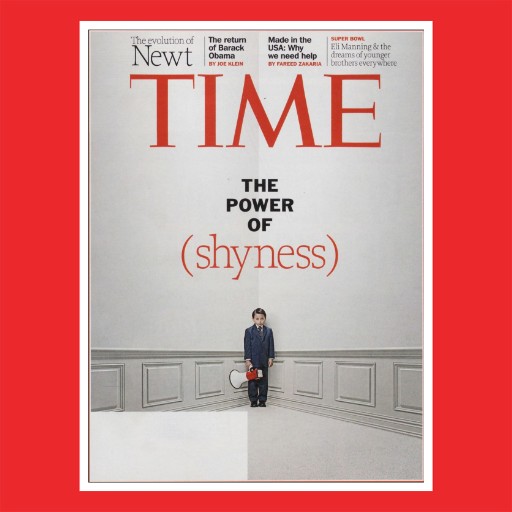 The evolution of
Newt
The return
of Barack
Obama
BY JOE KLEIN
Made in the
USA: Why
we need help
BY FAREED ZAKARIA
SUPER BOWL
Eli Manning & the
dreams of younger
brothers everywhere
TIME
THE
POWER
OF
(shyness)